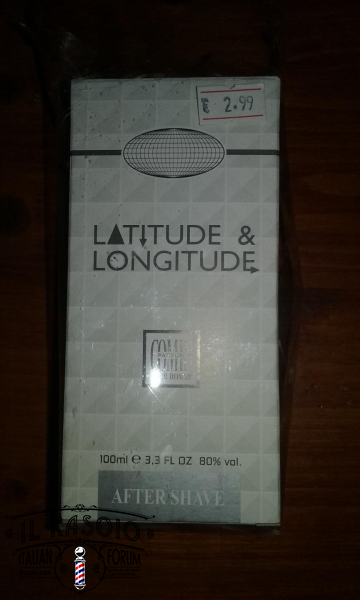 € 2.99
LATITUDE &
LONGITUDE
100ml ℮ 3,3 FL OZ 80% vol.
AFTER SHAVE
IL RASOIO
ITALIAN FORUM